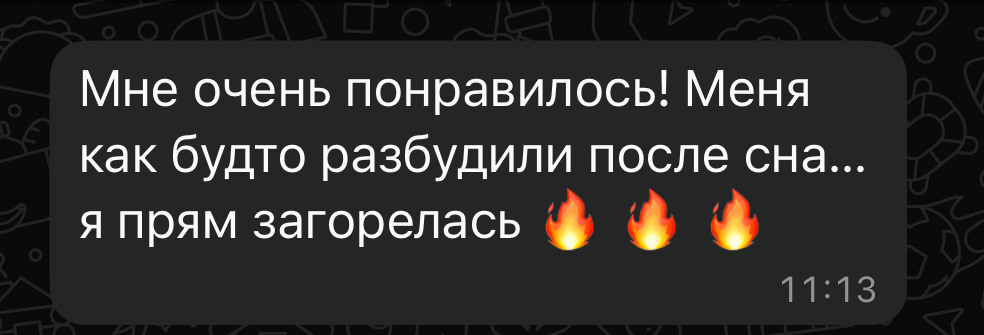 Мне очень понравилось! Меня
как будто разбудили после сна...
я прям загорелась 🔥 🔥 🔥
11:13